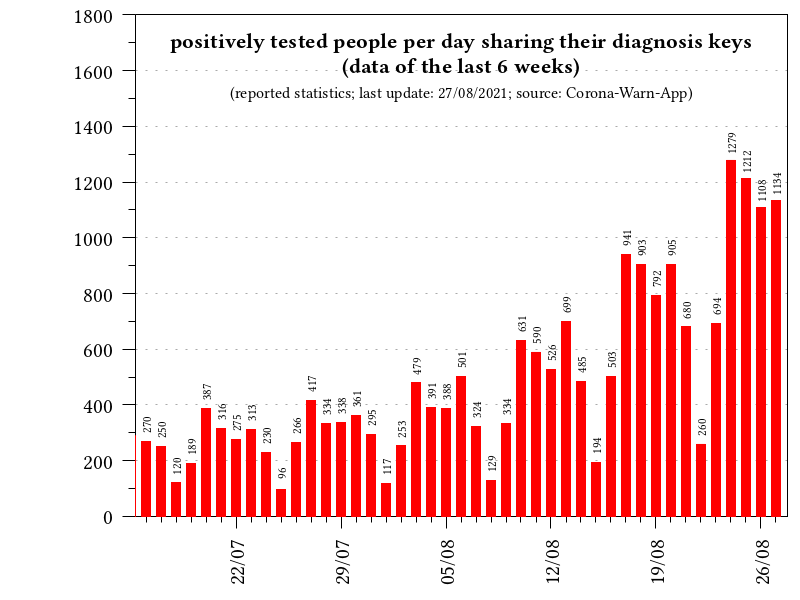 positively tested people per day sharing their diagnosis keys
(data of the last 6 weeks)
(reported statistics; last update: 27/08/2021; source: Corona-Warn-App)
1800
1600
1400
1200
1000
800
600
400
200
0
270 250 120 189 387 316 275 313 230 96 266 417 334 338 361 295 117 253 479 391 388 501 324 129 334 631 590 526 699 485 194 503 941 903 792 905 680 260 694 1279 1212 1108 1134
22/07 29/07 05/08 12/08 19/08 26/08